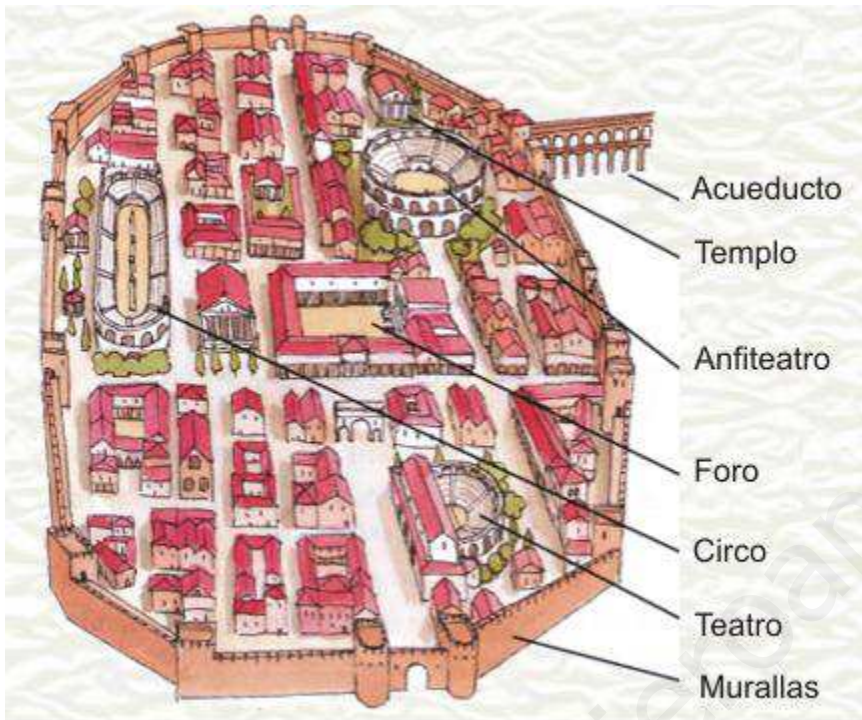 Acueducto
Templo
Anfiteatro
Foro
Circo
Teatro
Murallas